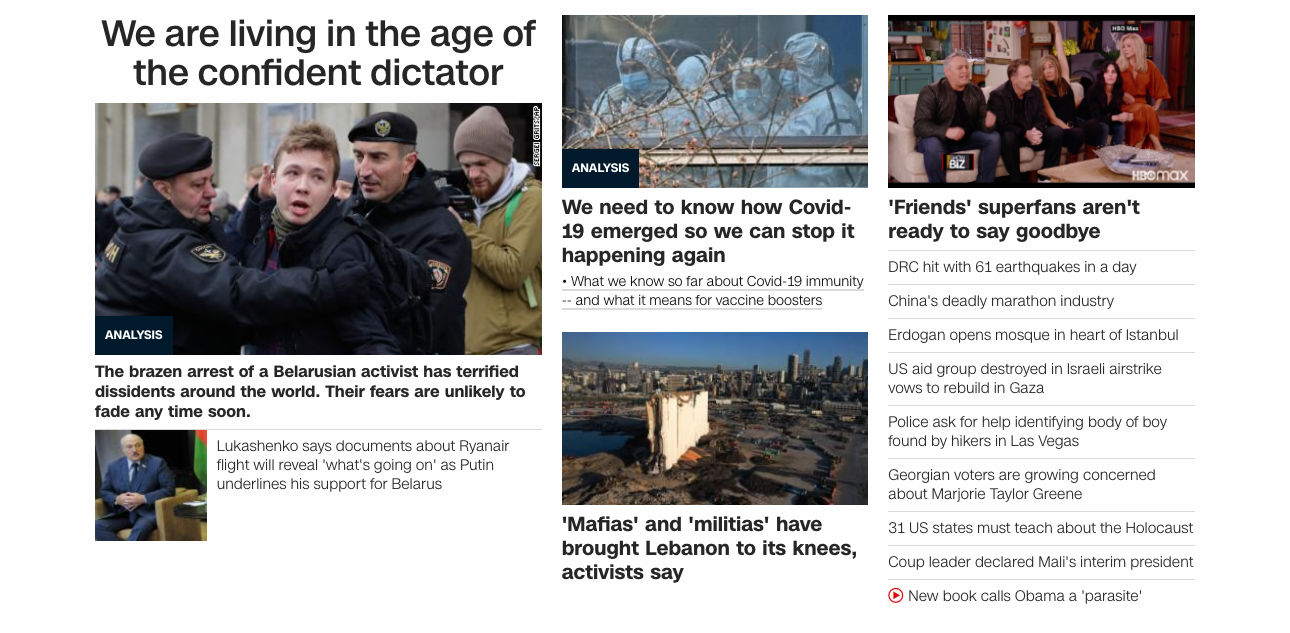 We are living in the age of
the confident dictator
SERGEI GRITS/AP
ANALYSIS
The brazen arrest of a Belarusian activist has terrified
dissidents around the world. Their fears are unlikely to
fade any time soon.
Lukashenko says documents about Ryanair
flight will reveal 'what's going on' as Putin
underlines his support for Belarus
ANALYSIS
We need to know how Covid-
19 emerged so we can stop it
happening again
• What we know so far about Covid-19 immunity
-- and what it means for vaccine boosters
'Mafias' and 'militias' have
brought Lebanon to its knees,
activists say
HBO Max
BIZ
HBOmax
'Friends' superfans aren't
ready to say goodbye
DRC hit with 61 earthquakes in a day
China's deadly marathon industry
Erdogan opens mosque in heart of Istanbul
US aid group destroyed in Israeli airstrike
vows to rebuild in Gaza
Police ask for help identifying body of boy
found by hikers in Las Vegas
Georgian voters are growing concerned
about Marjorie Taylor Greene
31 US states must teach about the Holocaust
Coup leader declared Mali's interim president
New book calls Obama a 'parasite'